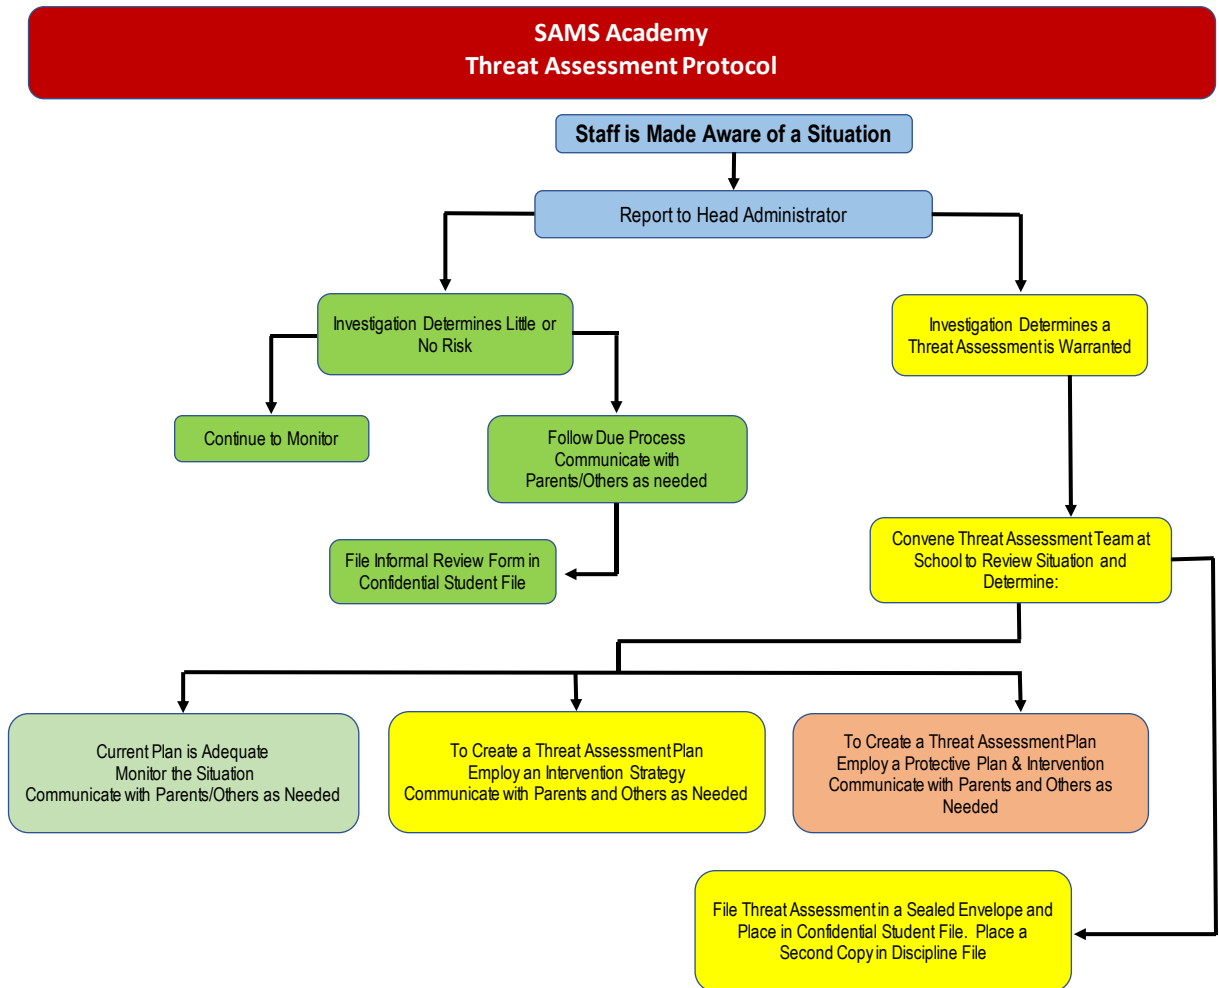 SAMS Academy
Threat Assessment Protocol
Staff is Made Aware of a Situation
Report to Head Administrator
Investigation Determines Little or
No Risk
Investigation Determines a
Threat Assessment is Warranted
Continue to Monitor
Follow Due Process
Communicate with
Parents/Others as needed
File Informal Review Form in
Confidential Student File
Convene Threat Assessment Team at
School to Review Situation and
Determine:
Current Plan is Adequate
Monitor the Situation
Communicate with Parents/Others as Needed
To Create a Threat Assessment Plan
Employ an Intervention Strategy
Communicate with Parents and Others as Needed
To Create a Threat Assessment Plan
Employ a Protective Plan & Intervention
Communicate with Parents and Others as
Needed
File Threat Assessment in a Sealed Envelope and
Place in Confidential Student File. Place a
Second Copy in Discipline File